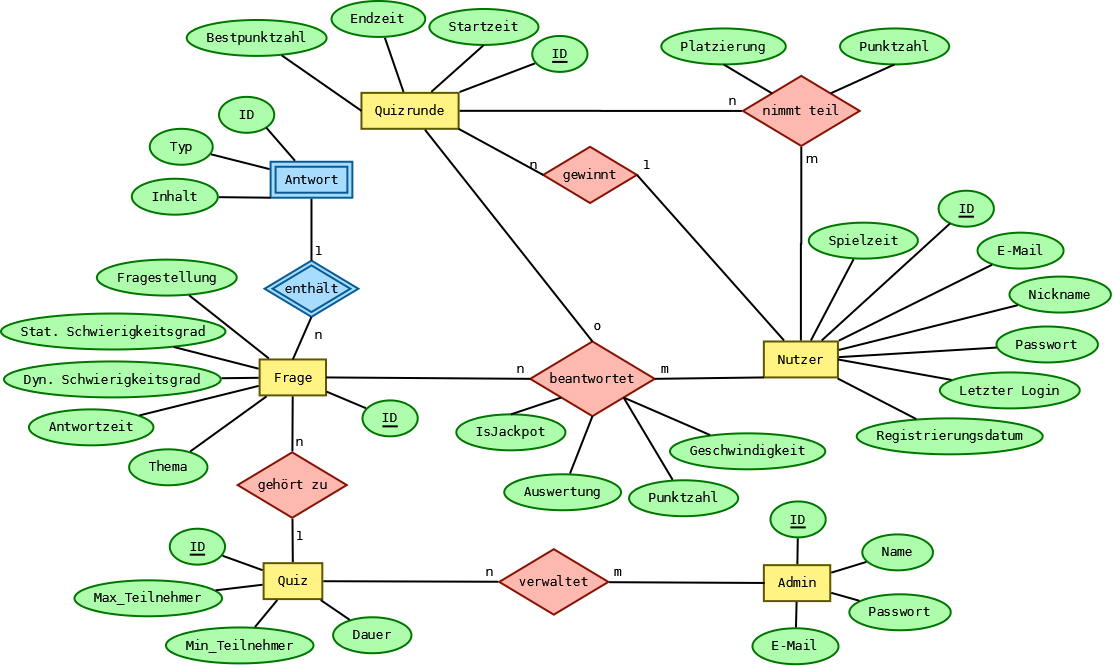 Endzeit
Startzeit
Bestpunktzahl
ID
Platzierung
Punktzahl
Quizrunde
n
nimmt teil
ID
Typ
m
Antwort
n
gewinnt
1
Inhalt
ID
Spielzeit
E-Mail
1
Fragestellung
enthält
Nickname
Stat. Schwierigkeitsgrad
n
o
Passwort
Nutzer
Frage
n
beantwortet
m
Dyn. Schwierigkeitsgrad
Letzter Login
ID
Antwortzeit
IsJackpot
Registrierungsdatum
n
Geschwindigkeit
Thema
gehört zu
Auswertung
Punktzahl
ID
1
ID
Name
Quiz
n
verwaltet
m
Admin
Max_Teilnehmer
Passwort
Min_Teilnehmer
Dauer
E-Mail